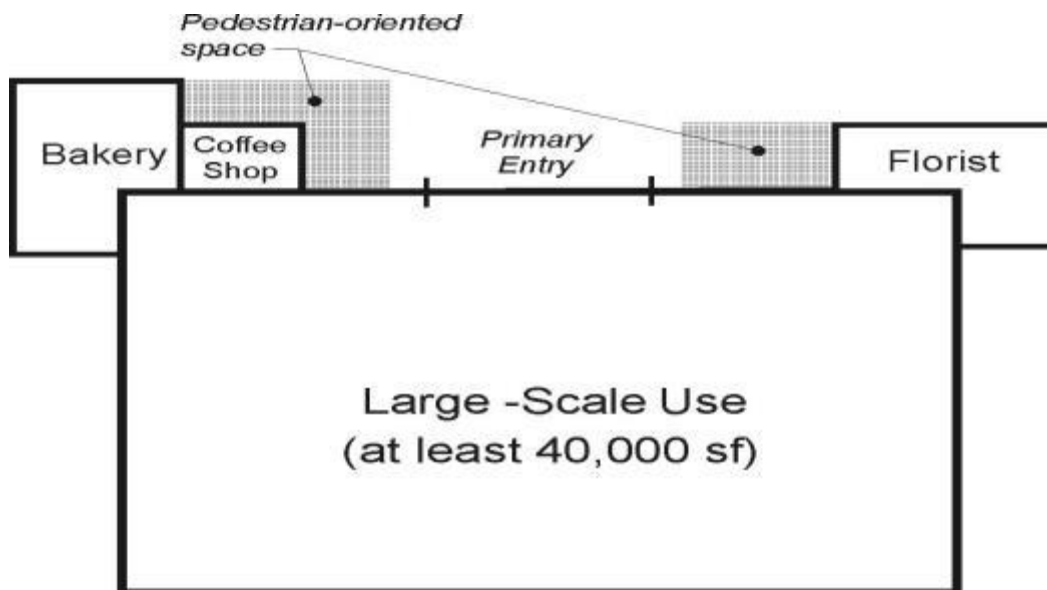 Pedestrian-oriented
space
Bakery
Coffee
Shop
Primary
Entry
Florist
Large -Scale Use
(at least 40,000 sf)